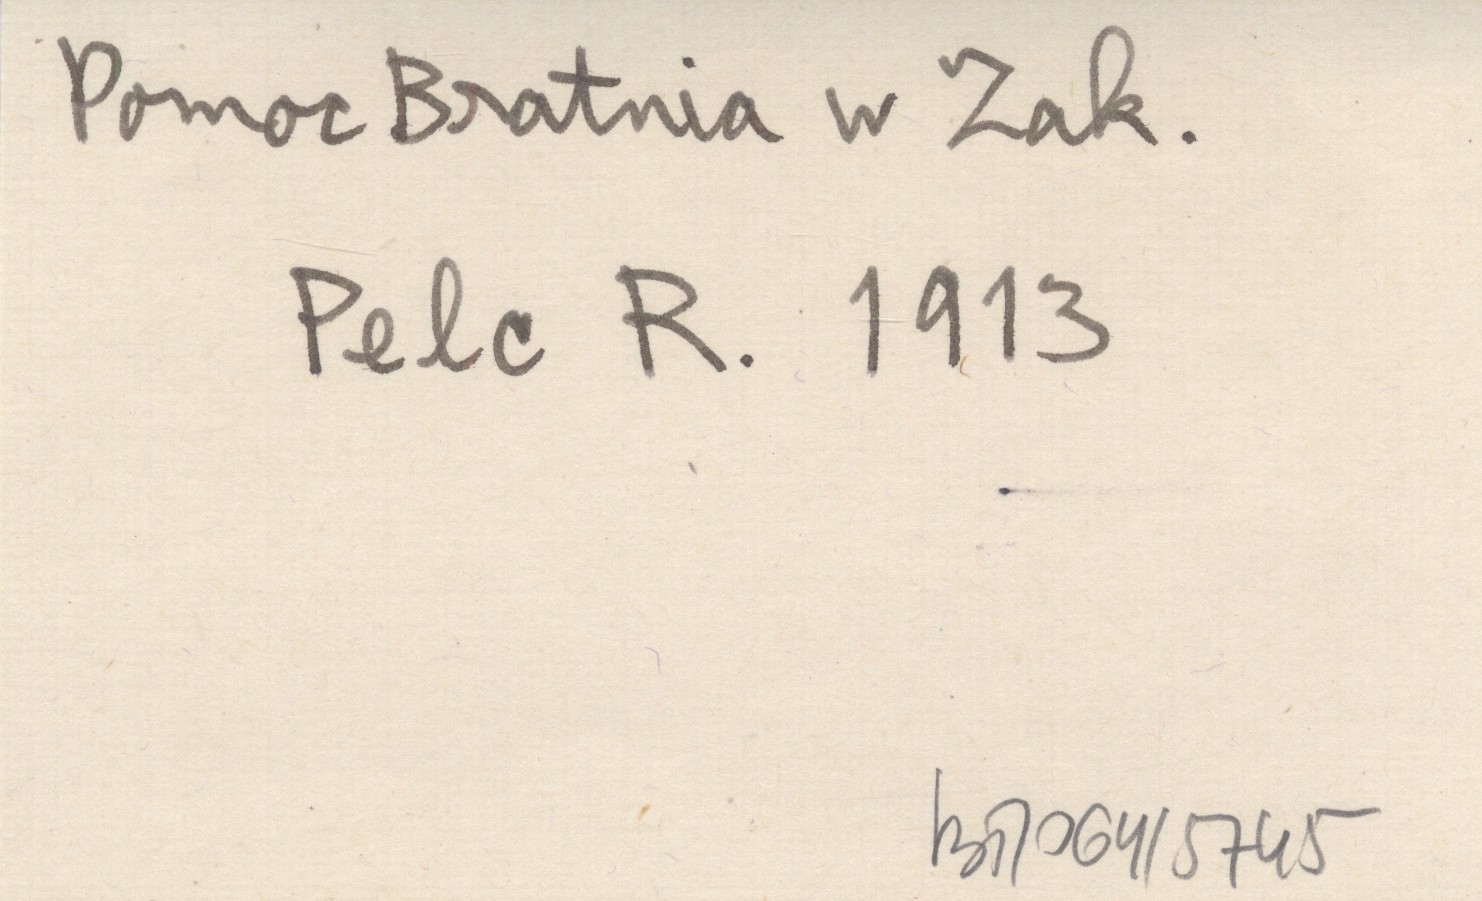 Pomoc Bratnia w Zak.
Pelc R. 1913